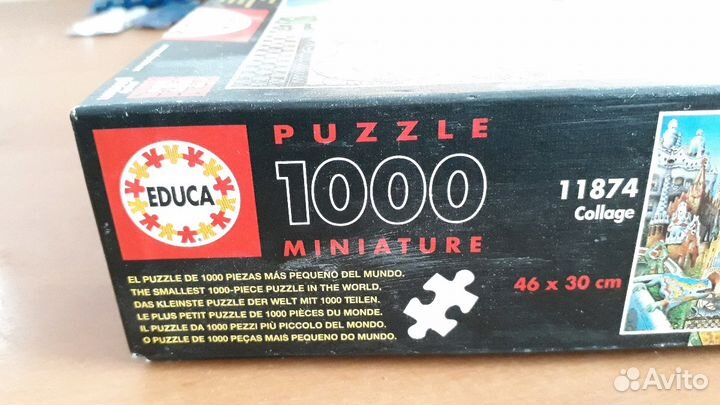 EDUCA
PUZZLE
1000
MINIATURE
EL PUZZLE DE 1000 PIEZAS MÁS PEQUEÑO DEL MUNDO.
THE SMALLEST 1000-PIECE PUZZLE IN THE WORLD.
DAS KLEINSTE PUZZLE DER WELT MIT 1000 TEILEN.
LE PLUS PETIT PUZZLE DE 1000 PIÈCES DU MONDE.
IL PUZZLE DA 1000 PEZZI PIÙ PICCOLO DEL MONDO.
O PUZZLE DE 1000 PEÇAS MAIS PEQUENO DO MUNDO.
11874
Collage
46 x 30 cm
Avito